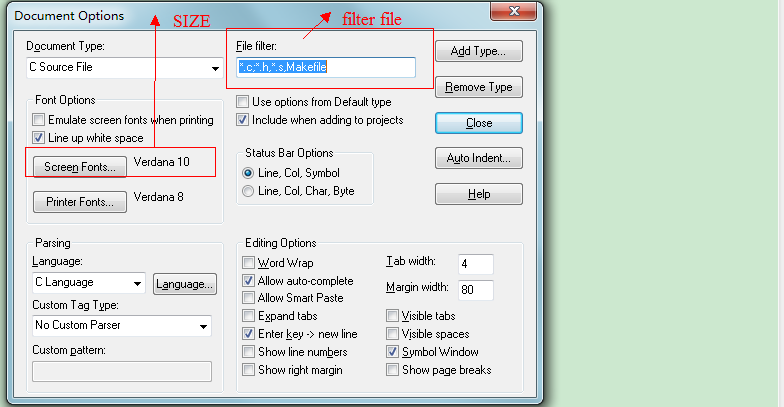 Document Options
SIZE
filter file
Document Type:
C Source File
File filter:
*.c;*.h,*.s,Makefile
Add Type...
Remove Type
Close
Auto Indent...
Help
Font Options
Emulate screen fonts when printing
Line up white space
Screen Fonts...
Verdana 10
Printer Fonts...
Verdana 8
Use options from Default type
Include when adding to projects
Status Bar Options
Line, Col, Symbol
Line, Col, Char, Byte
Parsing
Language:
C Language
Language...
Custom Tag Type:
No Custom Parser
Custom pattern:
Editing Options
Word Wrap
Allow auto-complete
Allow Smart Paste
Expand tabs
Enter key -> new line
Show line numbers
Show right margin
Tab width:
4
Margin width:
80
Visible tabs
Visible spaces
Symbol Window
Show page breaks